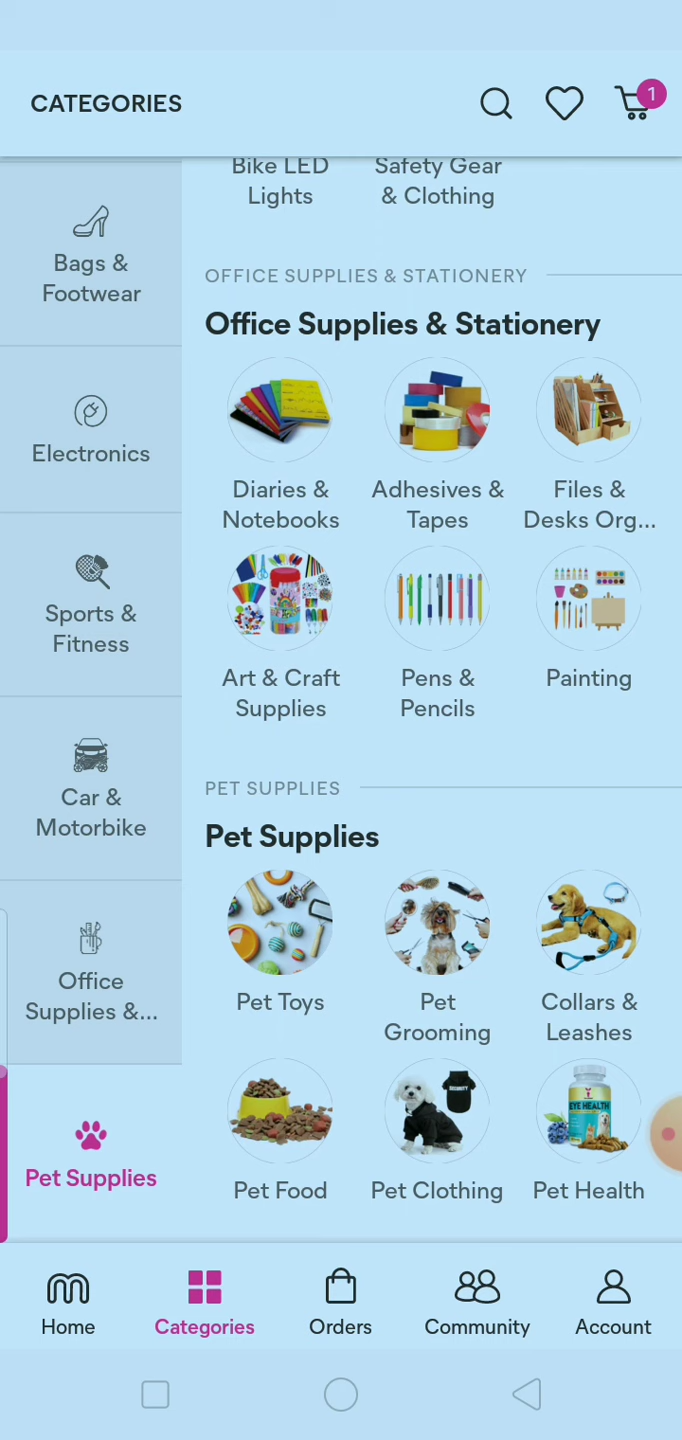 CATEGORIES
1
Bike LED
Lights
Safety Gear
& Clothing
Bags &
Footwear
Electronics
Sports &
Fitness
Car &
Motorbike
Office
Supplies &...
Pet Supplies
OFFICE SUPPLIES & STATIONERY
Office Supplies & Stationery
Diaries &
Notebooks
Adhesives &
Tapes
Files &
Desks Org...
Art & Craft
Supplies
Pens &
Pencils
Painting
PET SUPPLIES
Pet Supplies
Pet Toys
Pet
Grooming
Collars &
Leashes
SECURITY
EYE HEALTH
Pet Food
Pet Clothing
Pet Health
Home
Categories
Orders
Community
Account